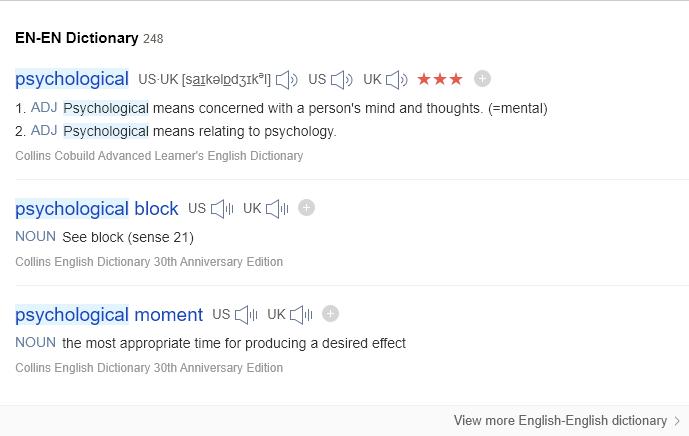 EN-EN Dictionary 248
psychological US·UK [saɪkəlɒdʒɪkᵊl] US UK ★★★
1. ADJ Psychological means concerned with a person's mind and thoughts. (=mental)
2. ADJ Psychological means relating to psychology.
Collins Cobuild Advanced Learner's English Dictionary
psychological block US UK
NOUN See block (sense 21)
Collins English Dictionary 30th Anniversary Edition
psychological moment US UK
NOUN the most appropriate time for producing a desired effect
Collins English Dictionary 30th Anniversary Edition
View more English-English dictionary